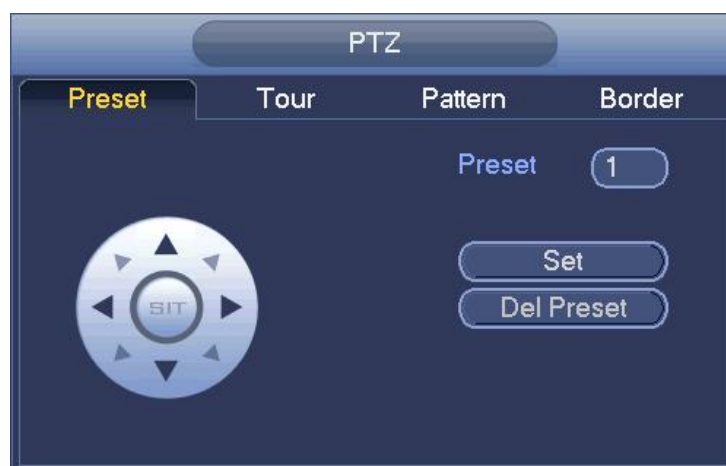 PTZ
Preset Tour Pattern Border
Preset 1
Set
SIT
Del Preset